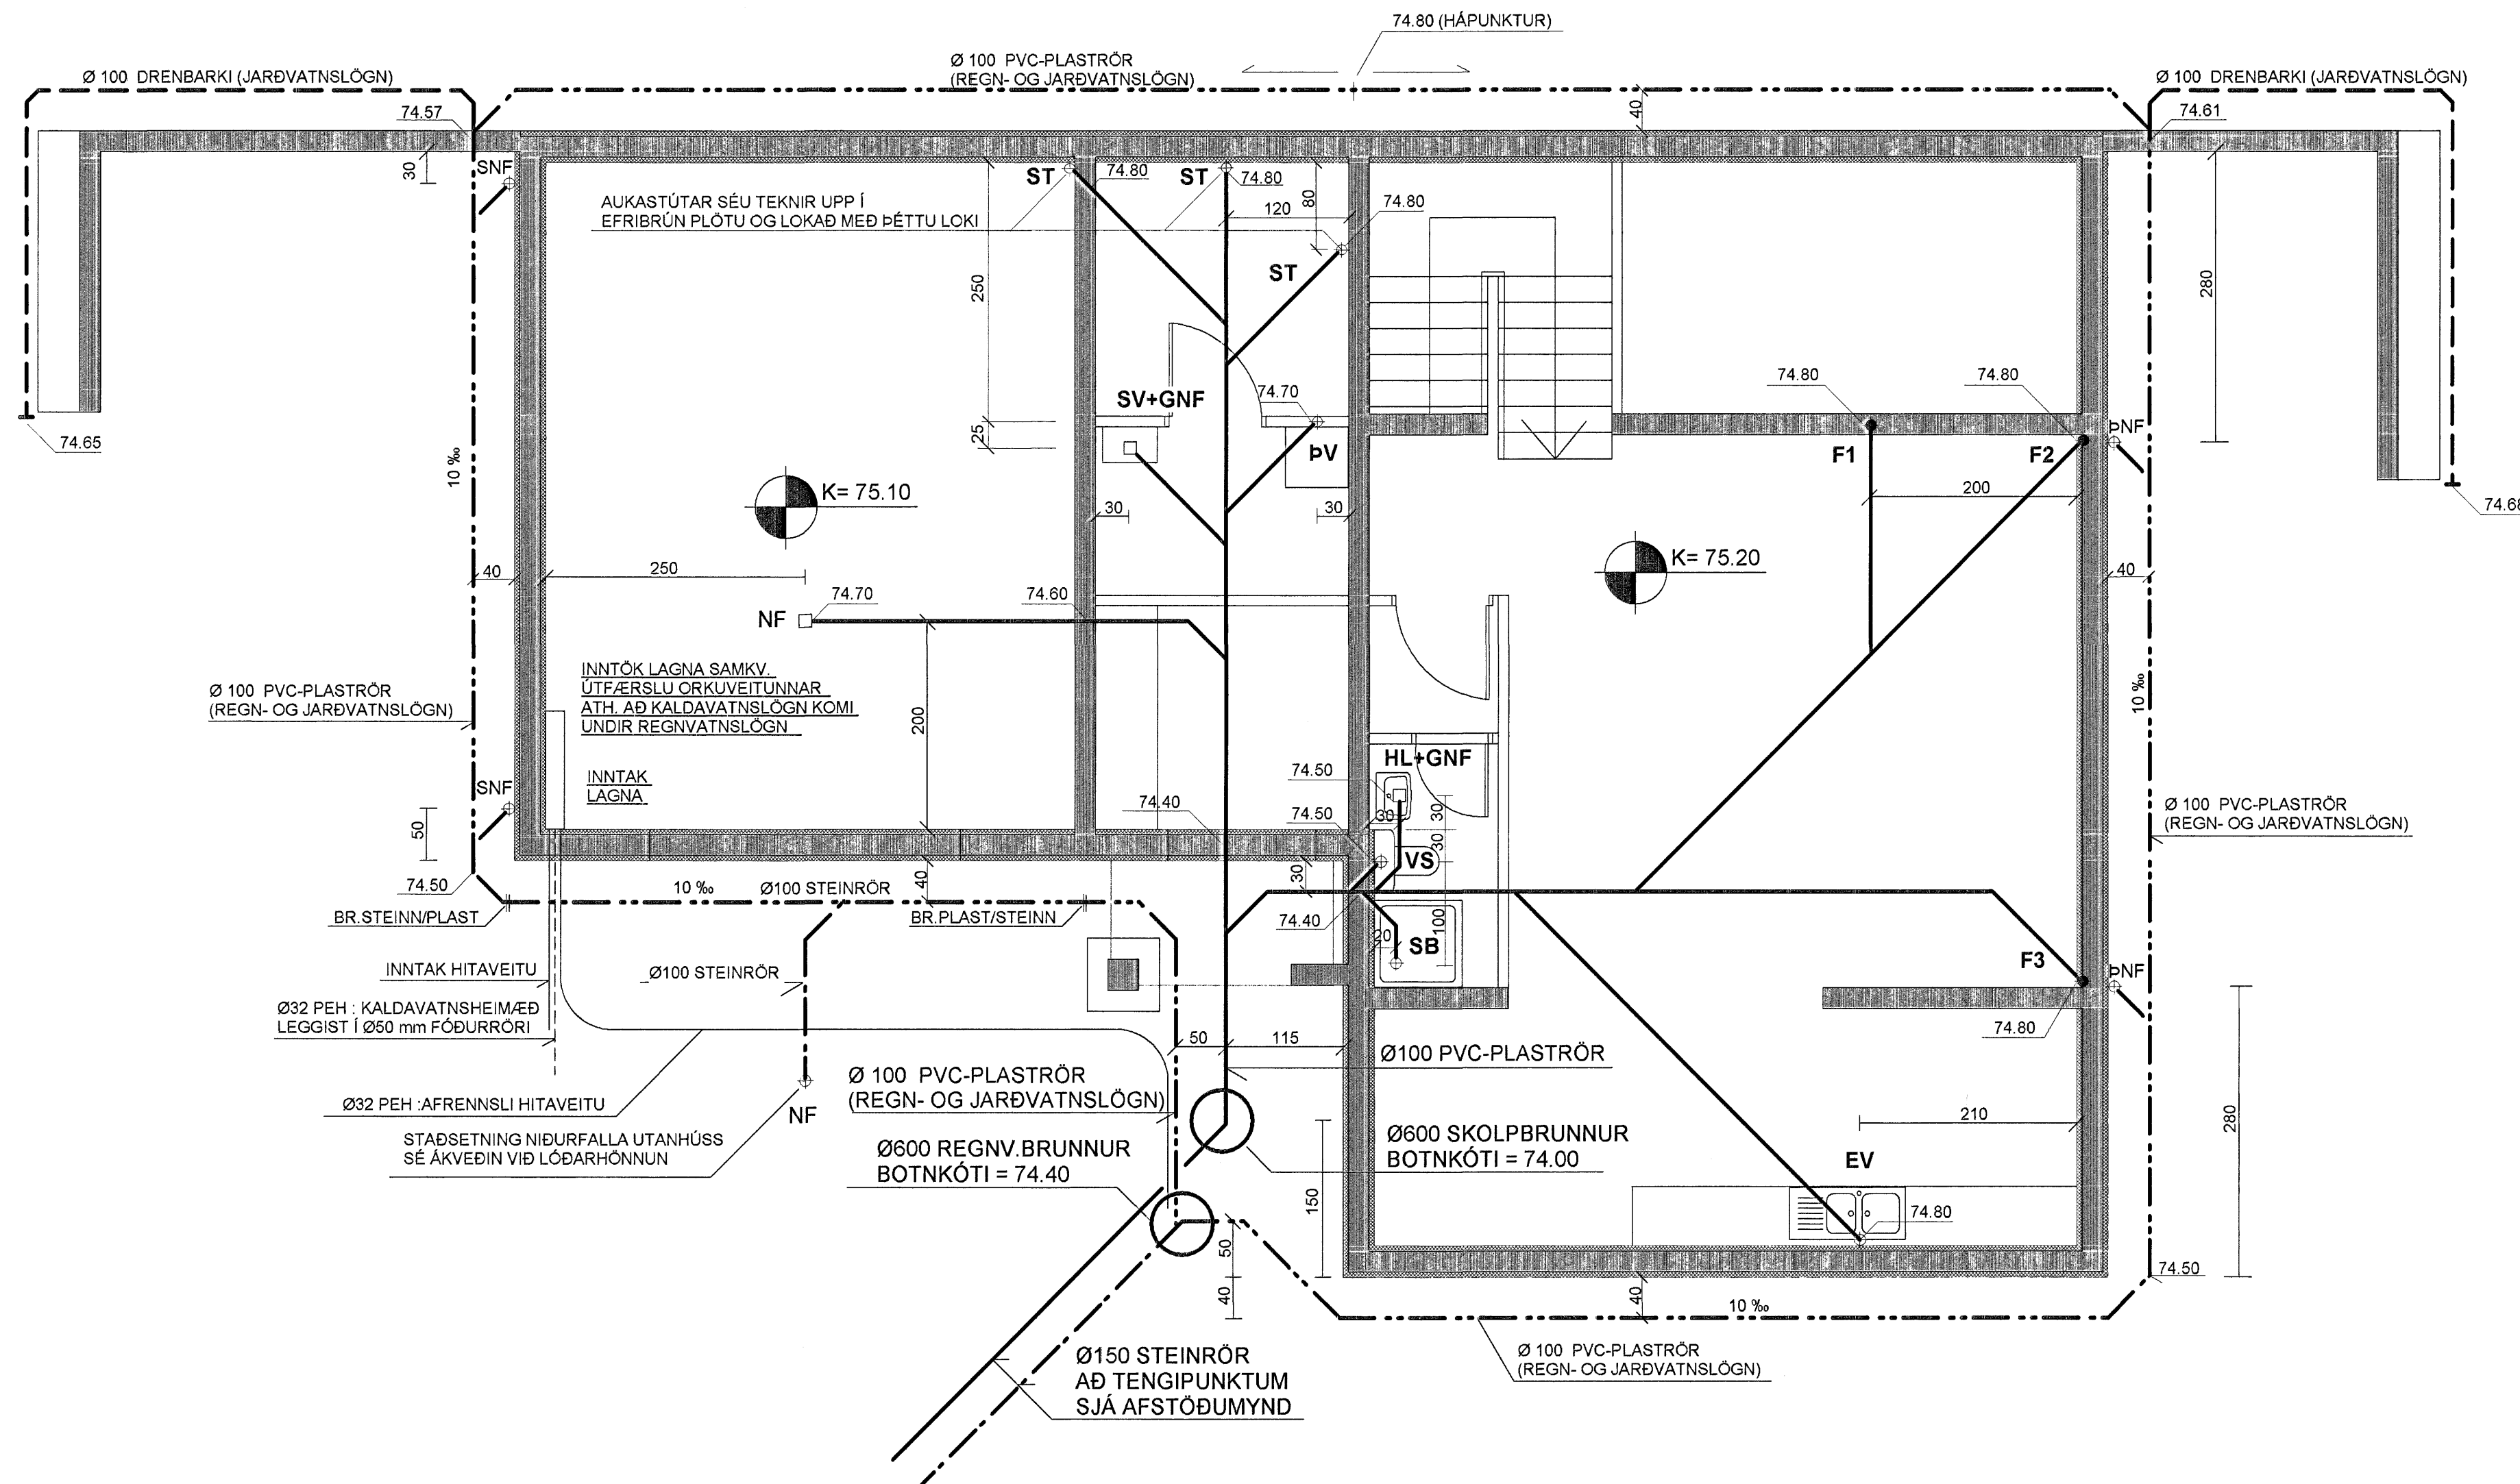 74.80 (HÁPUNKTUR)
Ø 100 DRENBARKI (JARÐVATNSLÖGN)
Ø 100 PVC-PLASTRÖR
(REGN- OG JARÐVATNSLÖGN)
Ø 100 DRENBARKI (JARÐVATNSLÖGN)
74.57
40
74.61
30
SNF
ST
74.80
ST
74.80
80
74.80
AUKASTÚTAR SÉU TEKNIR UPP Í
EFRIBRÚN PLÖTU OG LOKAÐ MEÐ ÞÉTTU LOKI
120
ST
250
280
74.65
SV+GNF
74.70
74.80
74.80
25
ÞV
F1
F2
ÞNF
10 ‰
K= 75.10
30
30
200
74.68
K= 75.20
40
250
40
NF
74.70
74.60
INNTÖK LAGNA SAMKV.
ÚTFÆRSLU ORKUVEITUNNAR
ATH. AÐ KALDAVATNSLÖGN KOMI
UNDIR REGNVATNSLÖGN
Ø 100 PVC-PLASTRÖR
(REGN- OG JARÐVATNSLÖGN)
200
10 ‰
INNTAK
LAGNA
SNF
HL+GNF
74.50
74.40
74.50
30
30
30
50
Ø 100 PVC-PLASTRÖR
(REGN- OG JARÐVATNSLÖGN)
VS
74.50
10 ‰
Ø100 STEINRÖR
40
30
BR.STEINN/PLAST
BR.PLAST/STEINN
74.40
100
20
SB
F3
ÞNF
INNTAK HITAVEITU
Ø100 STEINRÖR
Ø32 PEH : KALDAVATNSHEIMÆÐ
LEGGIST Í Ø50 mm FÓÐURRÖRI
74.80
50
115
Ø100 PVC-PLASTRÖR
Ø 100 PVC-PLASTRÖR
(REGN- OG JARÐVATNSLÖGN)
Ø32 PEH :AFRENNSLI HITAVEITU
NF
210
280
STAÐSETNING NIÐURFALLA UTANHÚSS
SÉ ÁKVEÐIN VIÐ LÓÐARHÖNNUN
Ø600 REGNV.BRUNNUR
BOTNKÓTI = 74.40
Ø600 SKOLPBRUNNUR
BOTNKÓTI = 74.00
EV
150
74.80
50
40
74.50
40
10 ‰
Ø150 STEINRÖR
AÐ TENGIPUNKTUM
SJÁ AFSTÖÐUMYND
Ø 100 PVC-PLASTRÖR
(REGN- OG JARÐVATNSLÖGN)